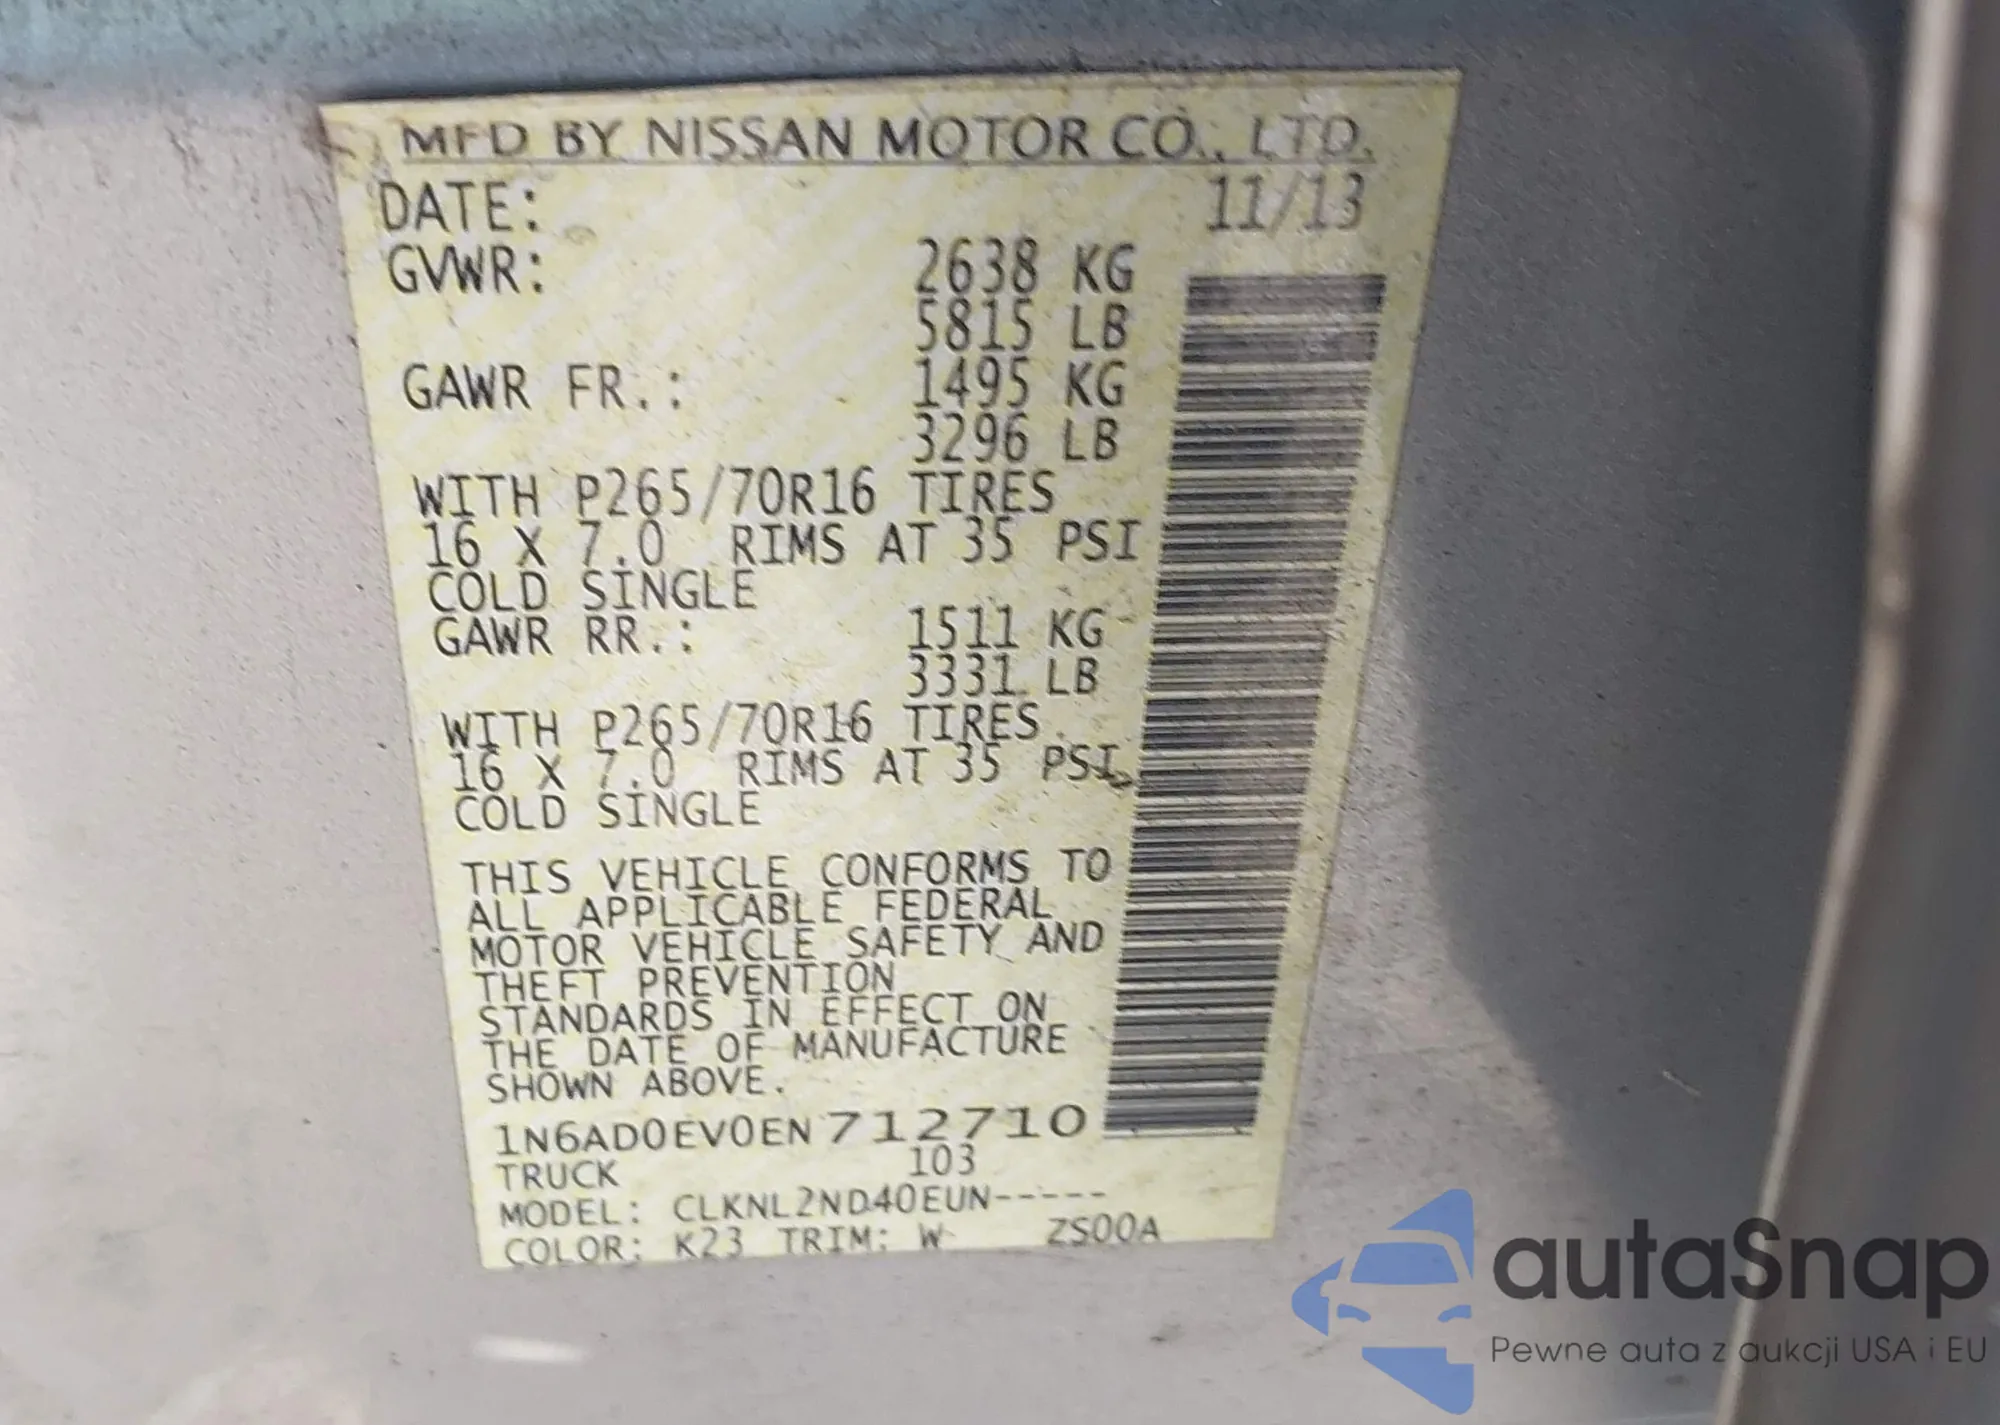 MFD BY NISSAN MOTOR CO., LTD.
DATE: 11/13
GVWR: 2638 KG
5815 LB
GAWR FR.: 1495 KG
3296 LB
WITH P265/70R16 TIRES
16 X 7.0 RIMS AT 35 PSI
COLD SINGLE
GAWR RR.: 1511 KG
3331 LB
WITH P265/70R16 TIRES
16 X 7.0 RIMS AT 35 PSI
COLD SINGLE
THIS VEHICLE CONFORMS TO
ALL APPLICABLE FEDERAL
MOTOR VEHICLE SAFETY AND
THEFT PREVENTION
STANDARDS IN EFFECT ON
THE DATE OF MANUFACTURE
SHOWN ABOVE.
1N6AD0EV0EN712710
TRUCK 103
MODEL: CLKNL2ND40EUN-----
COLOR: K23 TRIM: W ZS00A
autaSnap
Pewne auta z aukcji USA i EU